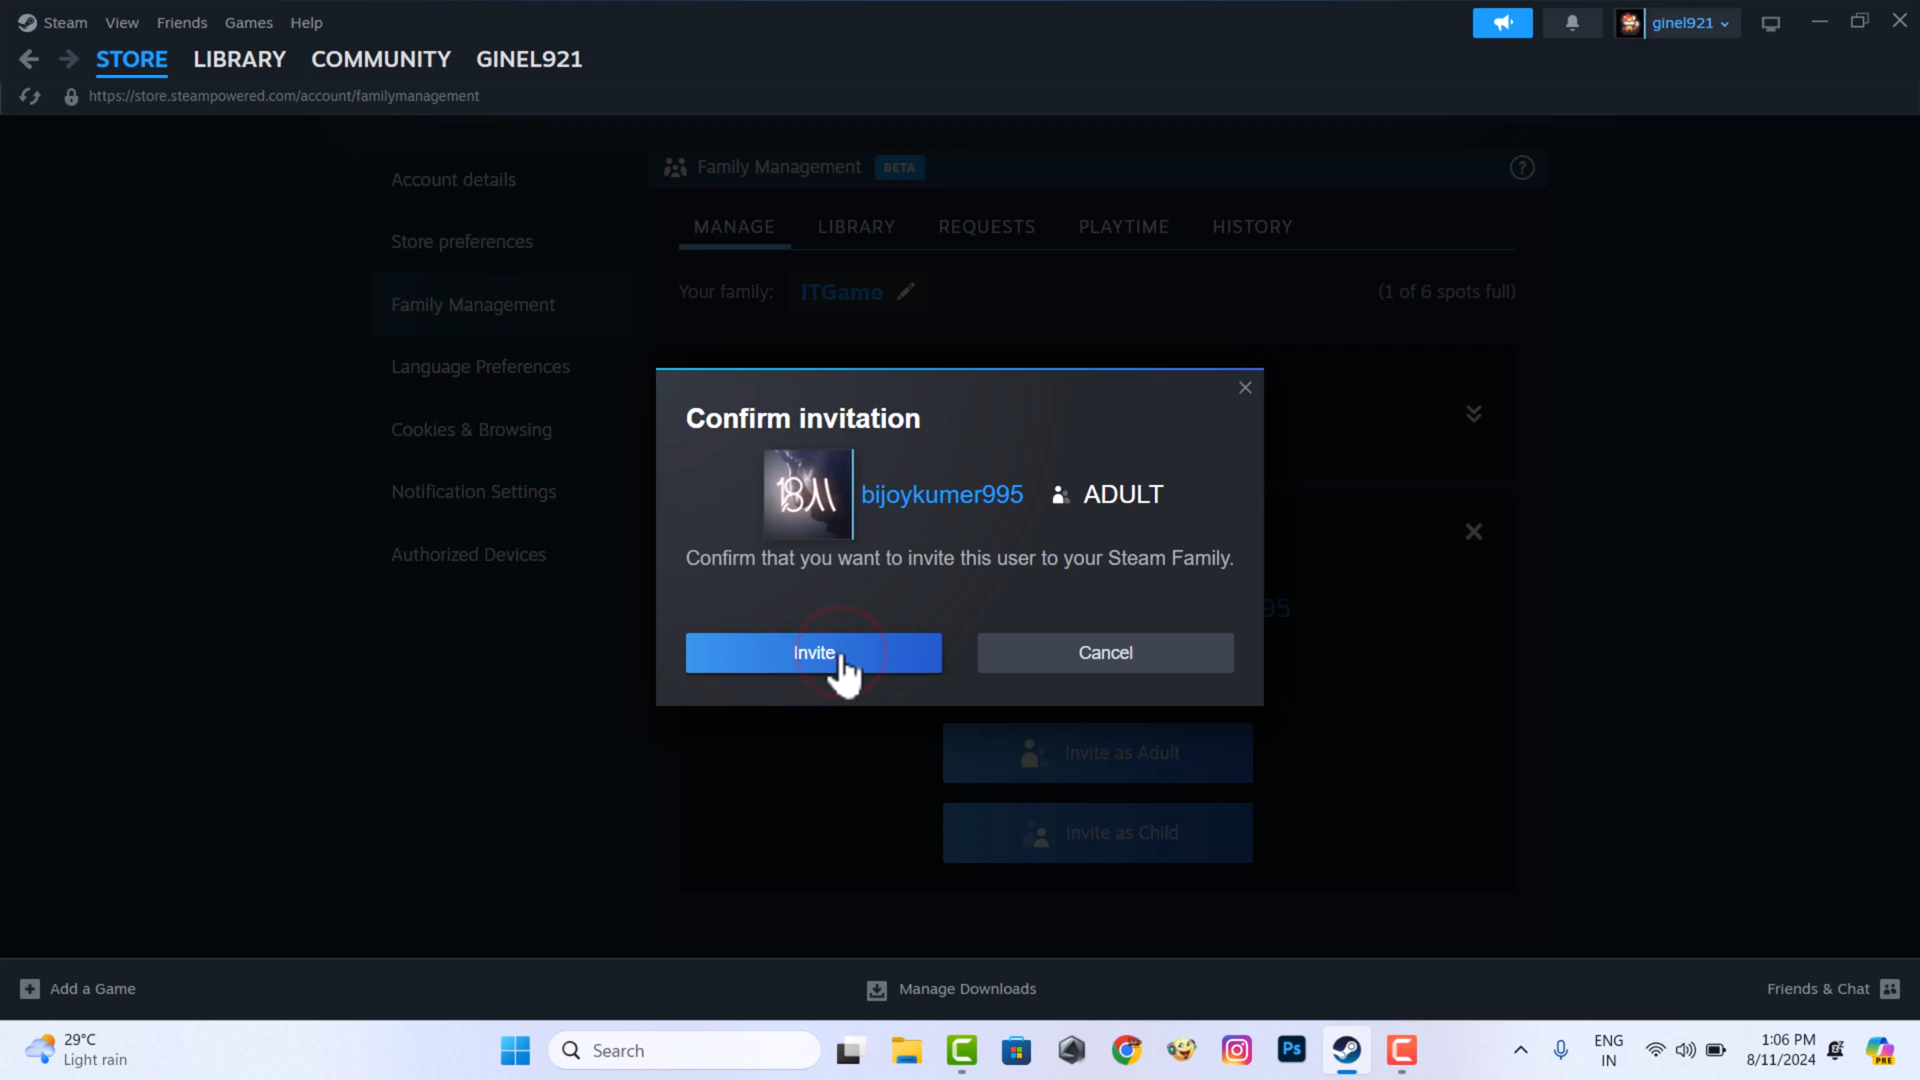 Steam View Friends Games Help
ginel921
STORE LIBRARY COMMUNITY GINEL921
https://store.steampowered.com/account/familymanagement
Account details
Store preferences
Family Management
Language Preferences
Cookies & Browsing
Notification Settings
Authorized Devices
Family Management BETA
?
MANAGE LIBRARY REQUESTS PLAYTIME HISTORY
Your family: ITGame
(1 of 6 spots full)
Confirm invitation
bijoykumer995 ADULT
Confirm that you want to invite this user to your Steam Family.
95
Invite Cancel
Invite as Adult
Invite as Child
Add a Game
Manage Downloads
Friends & Chat
29°C
Light rain
Search
Ps
ENG
IN
1:06 PM
8/11/2024
PRE